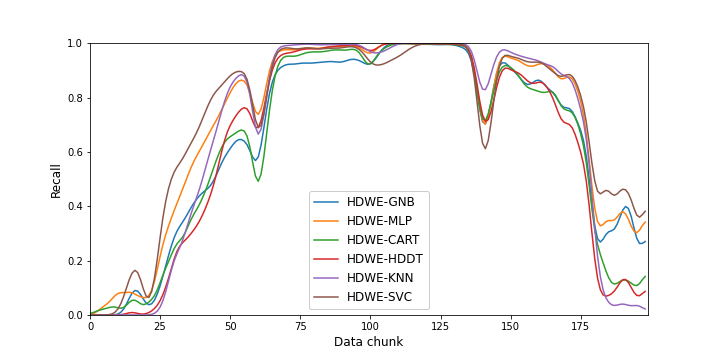 1.0
0.8
0.6
0.4
0.2
0.0
Recall
0 25 50 75 100 125 150 175
Data chunk
HDWE-GNB
HDWE-MLP
HDWE-CART
HDWE-HDDT
HDWE-KNN
HDWE-SVC